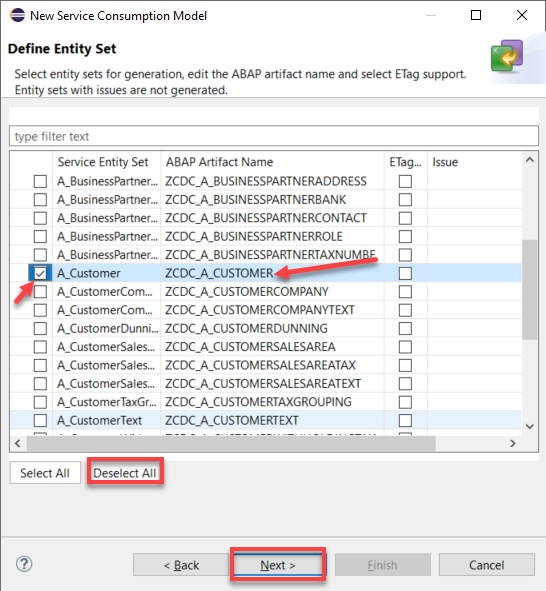 New Service Consumption Model
Define Entity Set
Select entity sets for generation, edit the ABAP artifact name and select ETag support.
Entity sets with issues are not generated.
type filter text
Service Entity Set ABAP Artifact Name ETag... Issue
A_BusinessPartner... ZCDC_A_BUSINESSPARTNERADDRESS
A_BusinessPartner... ZCDC_A_BUSINESSPARTNERBANK
A_BusinessPartner... ZCDC_A_BUSINESSPARTNERCONTACT
A_BusinessPartner... ZCDC_A_BUSINESSPARTNERROLE
A_BusinessPartner... ZCDC_A_BUSINESSPARTNERTAXNUMBE
A_Customer ZCDC_A_CUSTOMER
A_CustomerCom... ZCDC_A_CUSTOMERCOMPANY
A_CustomerCom... ZCDC_A_CUSTOMERCOMPANYTEXT
A_CustomerDunni... ZCDC_A_CUSTOMERDUNNING
A_CustomerSales... ZCDC_A_CUSTOMERSALESAREA
A_CustomerSales... ZCDC_A_CUSTOMERSALESAREATAX
A_CustomerSales... ZCDC_A_CUSTOMERSALESAREATEXT
A_CustomerTaxGr... ZCDC_A_CUSTOMERTAXGROUPING
A_CustomerText ZCDC_A_CUSTOMERTEXT
Select All Deselect All
? < Back Next > Finish Cancel